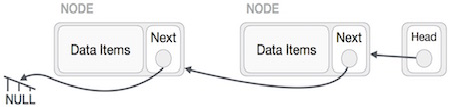 NODE
NODE
Data Items
Next
Data Items
Next
Head
NULL